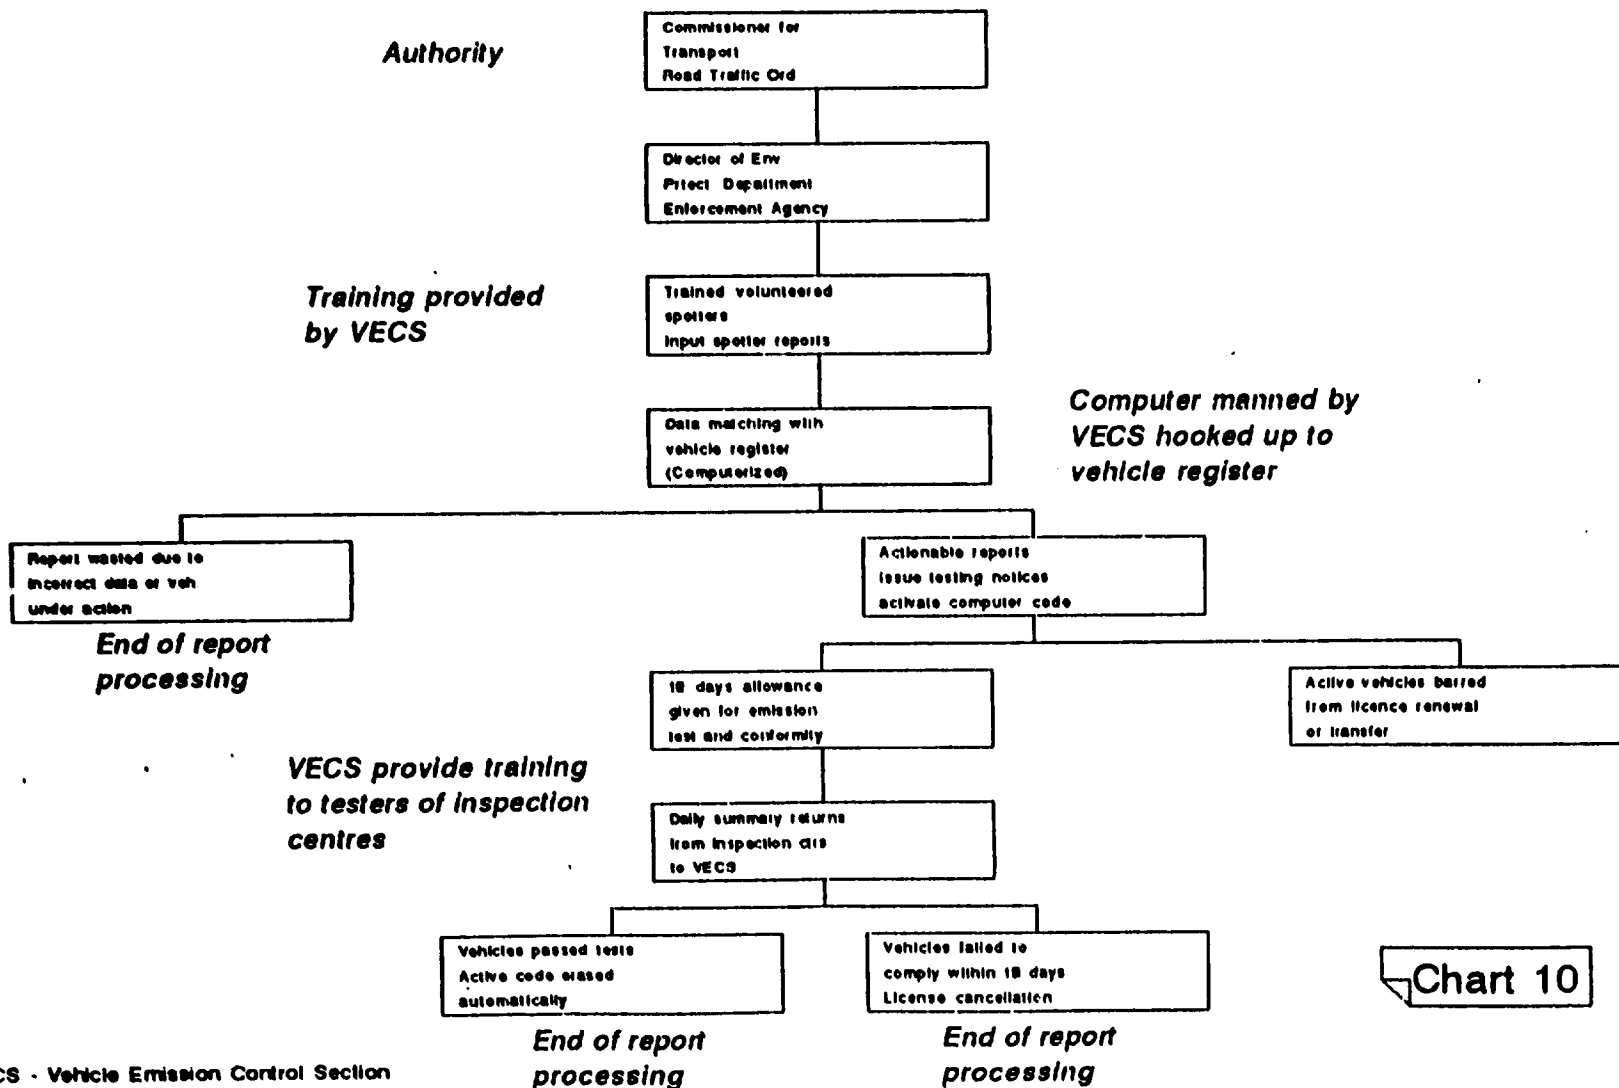 Authority
Commissioner for
Transport
Road Traffic Ord
Director of Env
Prtect Department
Enforcement Agency
Training provided
by VECS
Trained volunteered
spotters
Input spotter reports
Data matching with
vehicle register
(Computerized)
Computer manned by
VECS hooked up to
vehicle register
Report wasted due to
incorrect data or veh
under action
End of report
processing
Actionable reports
issue testing notices
activate computer code
days allowance
given for emission
test and conformity
Active vehicles barred
from licence renewal
or transfer
VECS provide training
to testers of inspection
centres
Daily summary returns
from inspection ctrs
to VECS
Vehicles passed tests
Active code erased
automatically
End of report
processing
Vehicles failed to
comply within days
License cancellation
End of report
processing
Chart 10
CS - Vehicle Emission Control Section